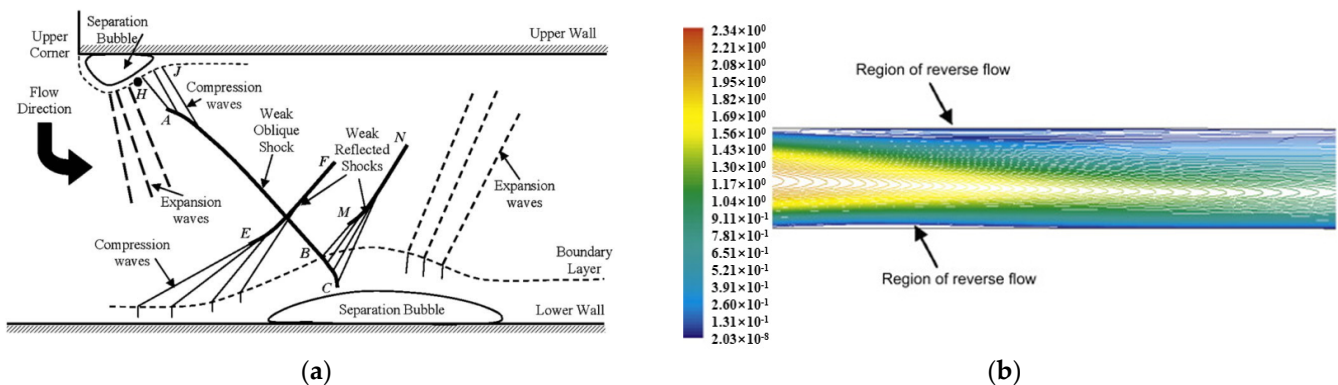 Upper
Corner
Separation
Bubble
Upper Wall
J
H
Flow
Direction
Compression
waves
A
Weak
Oblique
Shock
F
Weak
Reflected
Shocks
N
Expansion
waves
Expansion
waves
M
E
Compression
waves
B
Boundary
Layer
C
Separation Bubble
Lower Wall
(a)
2.34×10⁰
2.21×10⁰
2.08×10⁰
1.95×10⁰
1.82×10⁰
1.69×10⁰
1.56×10⁰
1.43×10⁰
1.30×10⁰
1.17×10⁰
1.04×10⁰
9.11×10⁻¹
7.81×10⁻¹
6.51×10⁻¹
5.21×10⁻¹
3.91×10⁻¹
2.60×10⁻¹
1.31×10⁻¹
2.03×10⁻⁸
Region of reverse flow
Region of reverse flow
(b)